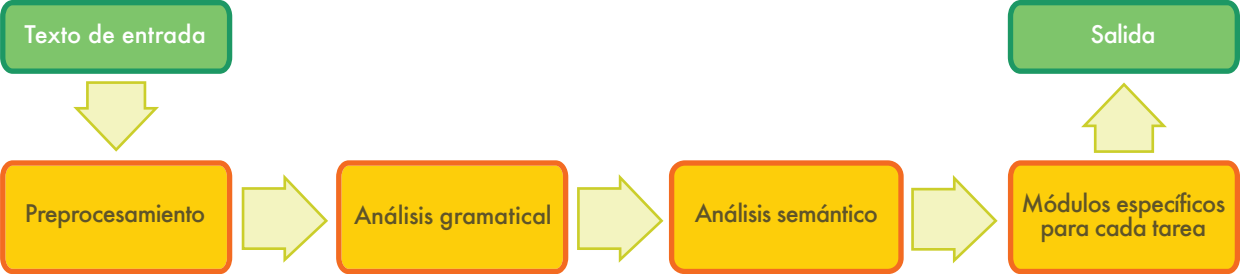 Texto de entrada
Salida
Preprocesamiento
Análisis gramatical
Análisis semántico
Módulos específicos
para cada tarea